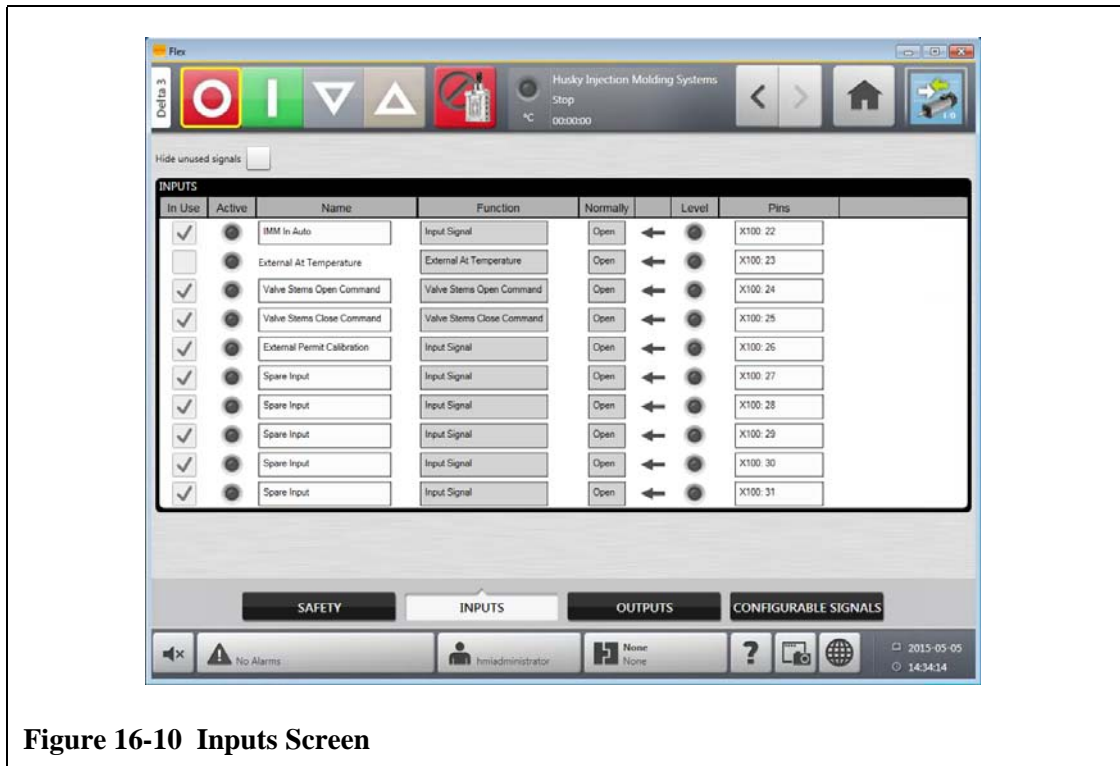 Flex
Delta 3
Husky Injection Molding Systems
Stop
°C 00:00:00
I/O
Hide unused signals
INPUTS
In Use Active Name Function Normally Level Pins
IMM In Auto Input Signal Open X100: 22
External At Temperature External At Temperature Open X100: 23
Valve Stems Open Command Valve Stems Open Command Open X100: 24
Valve Stems Close Command Valve Stems Close Command Open X100: 25
External Permit Calibration Input Signal Open X100: 26
Spare Input Input Signal Open X100: 27
Spare Input Input Signal Open X100: 28
Spare Input Input Signal Open X100: 29
Spare Input Input Signal Open X100: 30
Spare Input Input Signal Open X100: 31
SAFETY INPUTS OUTPUTS CONFIGURABLE SIGNALS
No Alarms hmiadministrator None 2015-05-05
None 14:34:14
Figure 16-10 Inputs Screen